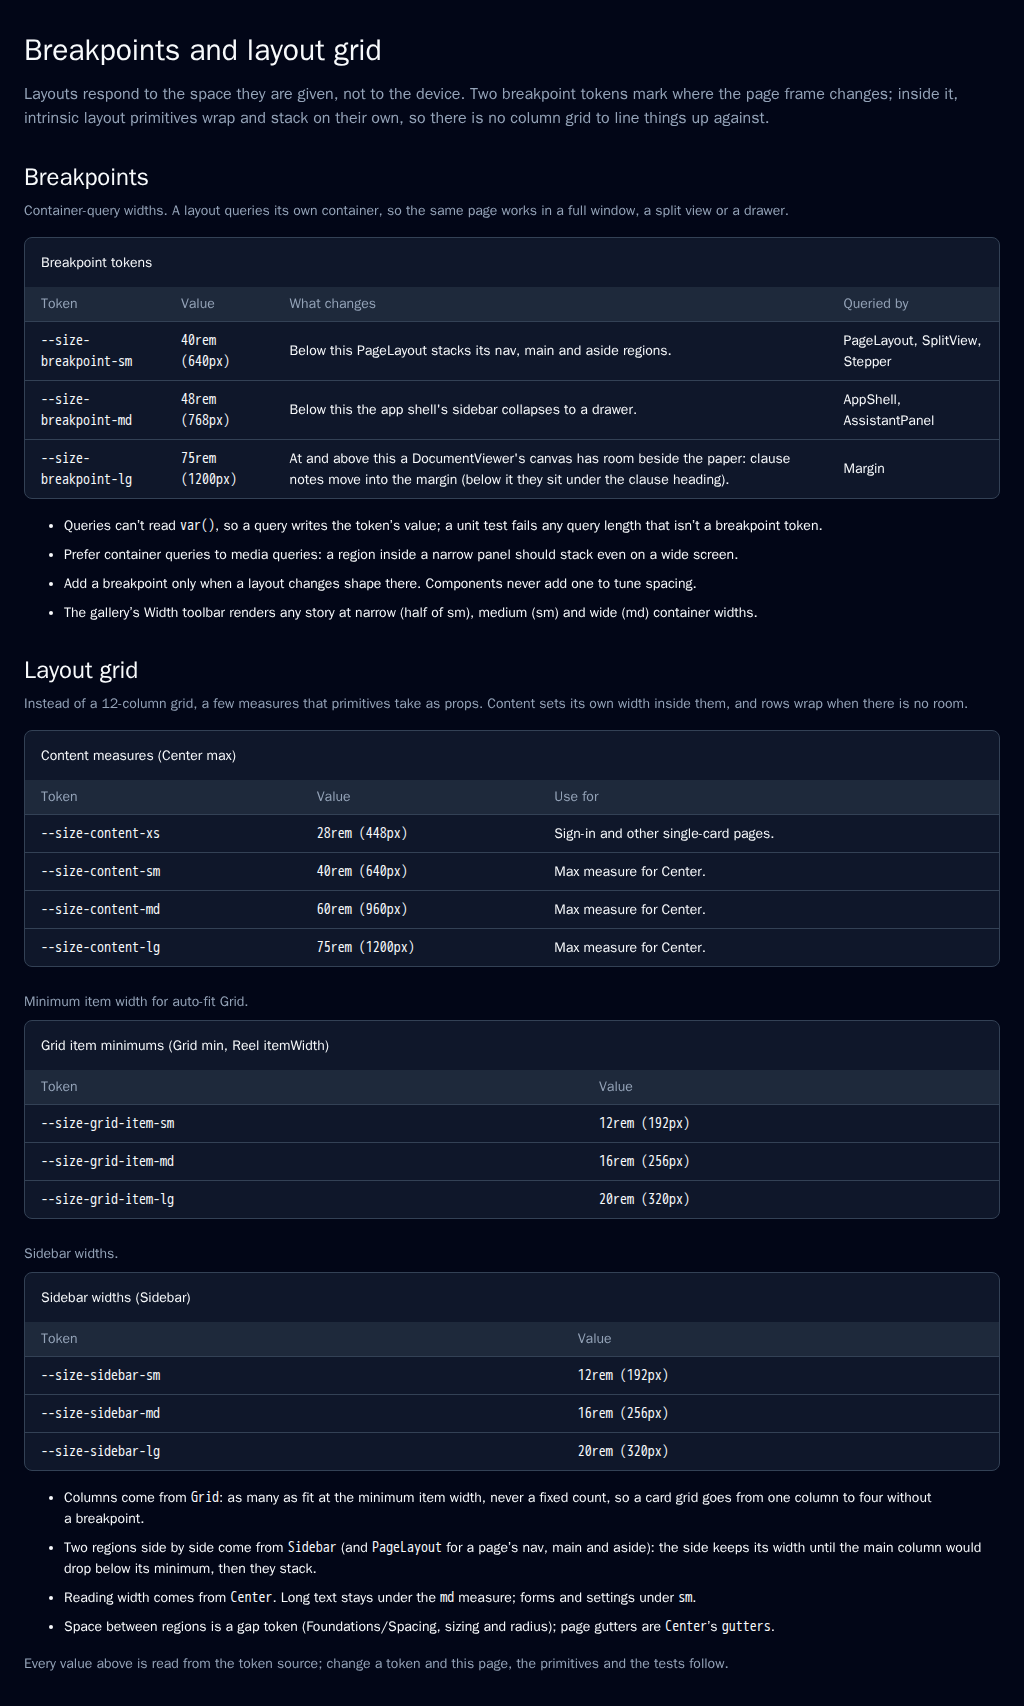 Breakpoints and layout grid
Layouts respond to the space they are given, not to the device. Two breakpoint tokens mark where the page frame changes; inside it,
intrinsic layout primitives wrap and stack on their own, so there is no column grid to line things up against.
Breakpoints
Container-query widths. A layout queries its own container, so the same page works in a full window, a split view or a drawer.
Breakpoint tokens
Token Value What changes Queried by
--size-breakpoint-sm 40rem (640px) Below this PageLayout stacks its nav, main and aside regions. PageLayout, SplitView, Stepper
--size-breakpoint-md 48rem (768px) Below this the app shell's sidebar collapses to a drawer. AppShell, AssistantPanel
--size-breakpoint-lg 75rem (1200px) At and above this a DocumentViewer's canvas has room beside the paper: clause notes move into the margin (below it they sit under the clause heading). Margin
• Queries can’t read var(), so a query writes the token’s value; a unit test fails any query length that isn’t a breakpoint token.
• Prefer container queries to media queries: a region inside a narrow panel should stack even on a wide screen.
• Add a breakpoint only when a layout changes shape there. Components never add one to tune spacing.
• The gallery’s Width toolbar renders any story at narrow (half of sm), medium (sm) and wide (md) container widths.
Layout grid
Instead of a 12-column grid, a few measures that primitives take as props. Content sets its own width inside them, and rows wrap when there is no room.
Content measures (Center max)
Token Value Use for
--size-content-xs 28rem (448px) Sign-in and other single-card pages.
--size-content-sm 40rem (640px) Max measure for Center.
--size-content-md 60rem (960px) Max measure for Center.
--size-content-lg 75rem (1200px) Max measure for Center.
Minimum item width for auto-fit Grid.
Grid item minimums (Grid min, Reel itemWidth)
Token Value
--size-grid-item-sm 12rem (192px)
--size-grid-item-md 16rem (256px)
--size-grid-item-lg 20rem (320px)
Sidebar widths.
Sidebar widths (Sidebar)
Token Value
--size-sidebar-sm 12rem (192px)
--size-sidebar-md 16rem (256px)
--size-sidebar-lg 20rem (320px)
• Columns come from Grid: as many as fit at the minimum item width, never a fixed count, so a card grid goes from one column to four without
a breakpoint.
• Two regions side by side come from Sidebar (and PageLayout for a page’s nav, main and aside): the side keeps its width until the main column would
drop below its minimum, then they stack.
• Reading width comes from Center. Long text stays under the md measure; forms and settings under sm.
• Space between regions is a gap token (Foundations/Spacing, sizing and radius); page gutters are Center’s gutters.
Every value above is read from the token source; change a token and this page, the primitives and the tests follow.